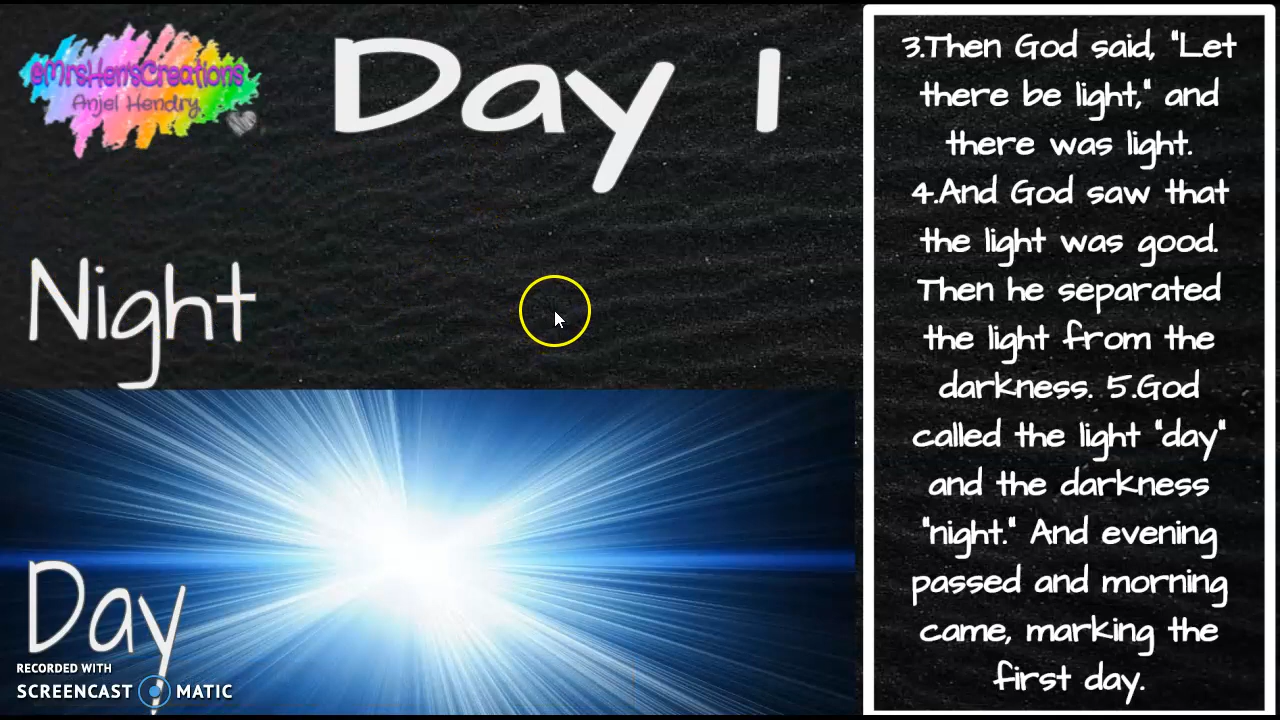 eMrsHen'sCreations
Anjel Hendry
Day 1
Night
Day
RECORDED WITH
SCREENCAST MATIC
3.Then God said, "Let
there be light," and
there was light.
4.And God saw that
the light was good.
Then he separated
the light from the
darkness. 5.God
called the light "day"
and the darkness
"night." And evening
passed and morning
came, marking the
first day.